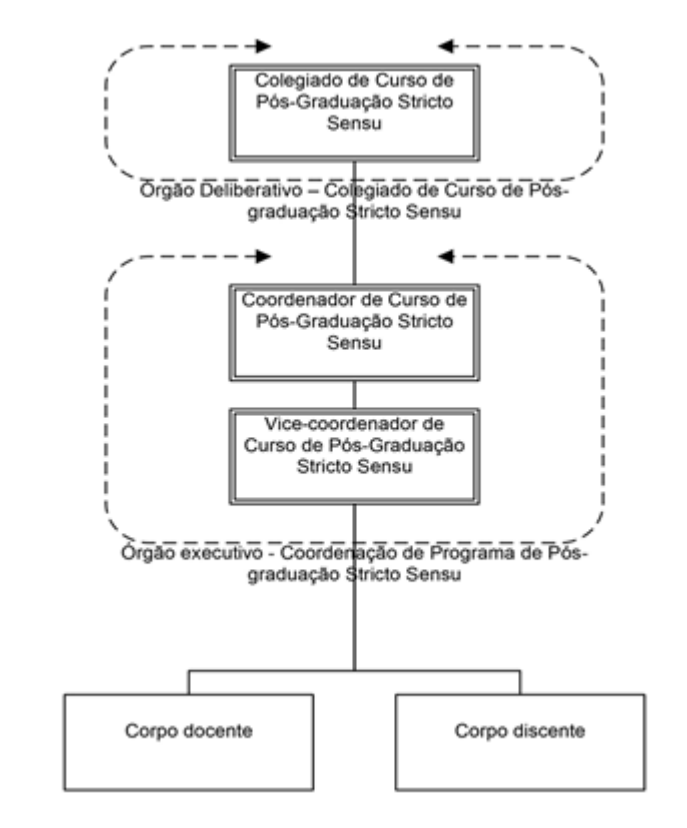 Colegiado de Curso de
Pós-Graduação Stricto
Sensu
Órgão Deliberativo – Colegiado de Curso de Pós-
graduação Stricto Sensu
Coordenador de Curso de
Pós-Graduação Stricto
Sensu
Vice-coordenador de
Curso de Pós-Graduação
Stricto Sensu
Órgão executivo - Coordenação de Programa de Pós-
graduação Stricto Sensu
Corpo docente
Corpo discente